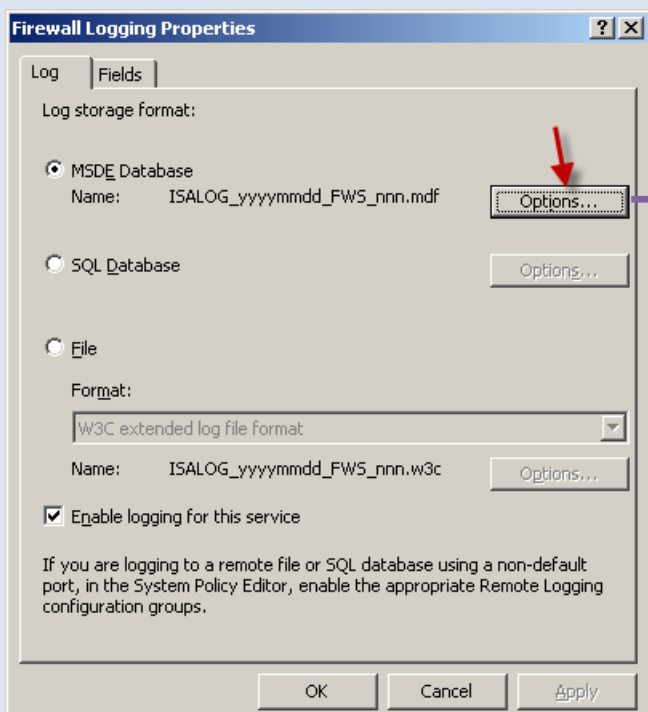 Firewall Logging Properties
Log Fields
Log storage format:
MSDE Database
Name: ISALOG_yyyymmdd_FWS_nnn.mdf Options...
SQL Database Options...
File
Format:
W3C extended log file format
Name: ISALOG_yyyymmdd_FWS_nnn.w3c Options...
Enable logging for this service
If you are logging to a remote file or SQL database using a non-default
port, in the System Policy Editor, enable the appropriate Remote Logging
configuration groups.
OK Cancel Apply